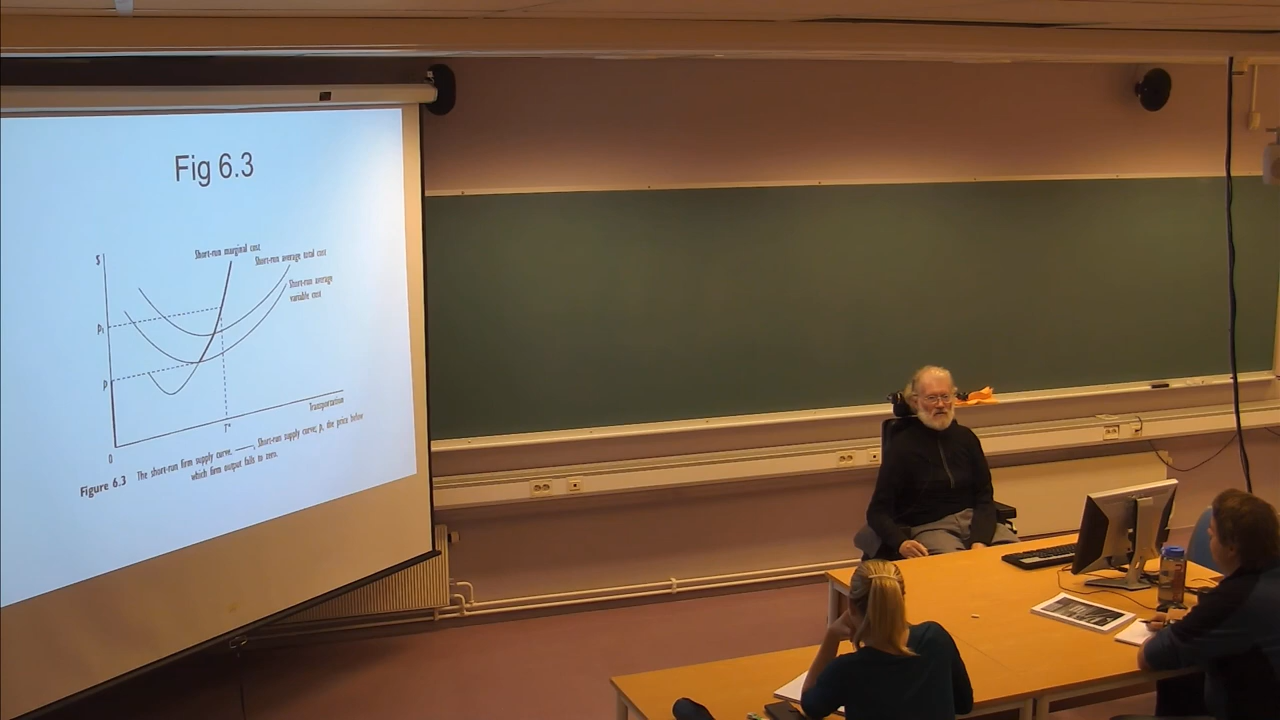 Fig 6.3
$
Short-run marginal cost
Short-run average total cost
Short-run average
variable cost
P₁
P
Transportation
T*
0
Figure 6.3 The short-run firm supply curve. ———, Short-run supply curve; p, the price below
which firm output falls to zero.